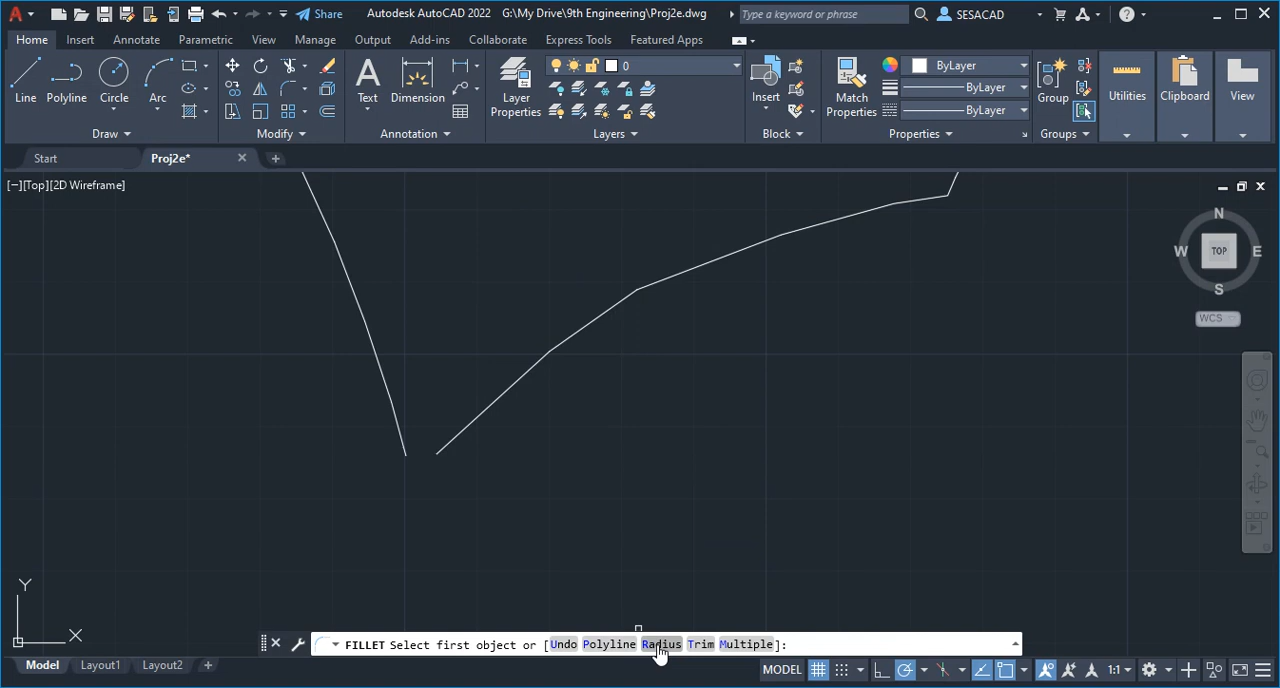 Share
Autodesk AutoCAD 2022 G:\My Drive\9th Engineering\Proj2e.dwg
Type a keyword or phrase
SESACAD
Home Insert Annotate Parametric View Manage Output Add-ins Collaborate Express Tools Featured Apps
0
ByLayer
Line Polyline Circle Arc
Text Dimension
Layer Properties
Insert
Match Properties
ByLayer
Group
Utilities Clipboard View
ByLayer
Draw Modify Annotation Layers Block Properties Groups
Start Proj2e* 
[−][Top][2D Wireframe]
N
W TOP E
S
WCS
Y
X
FILLET Select first object or [Undo Polyline Radius Trim Multiple]:
Model Layout1 Layout2 +
MODEL 1:1